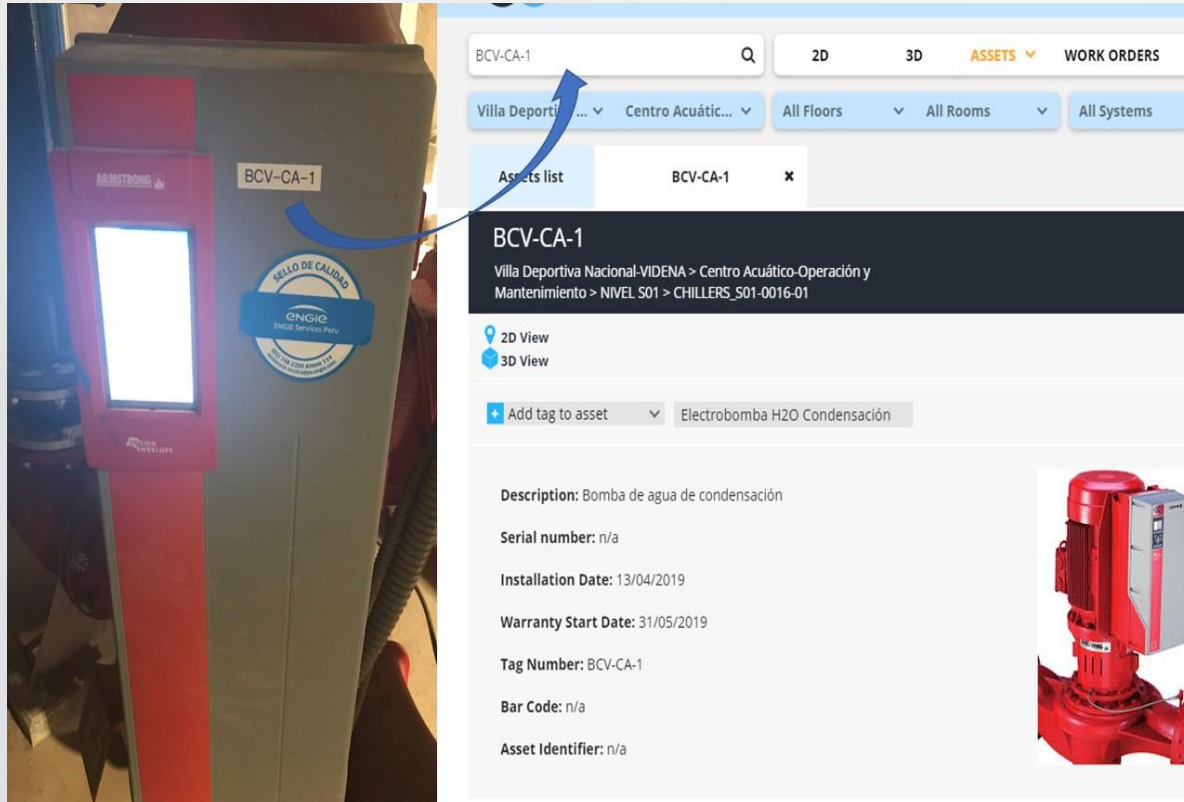 ARMSTRONG
BCV-CA-1
SELLO DE CALIDAD
ENGIE
ENGIE Services Peru
ENVELOPE
BCV-CA-1
2D
3D
ASSETS
WORK ORDERS
Villa Deporti ...
Centro Acuátic...
All Floors
All Rooms
All Systems
Assets list
BCV-CA-1
BCV-CA-1
Villa Deportiva Nacional-VIDENA > Centro Acuático-Operación y
Mantenimiento > NIVEL S01 > CHILLERS_S01-0016-01
2D View
3D View
Add tag to asset
Electrobomba H2O Condensación
Description: Bomba de agua de condensación
Serial number: n/a
Installation Date: 13/04/2019
Warranty Start Date: 31/05/2019
Tag Number: BCV-CA-1
Bar Code: n/a
Asset Identifier: n/a